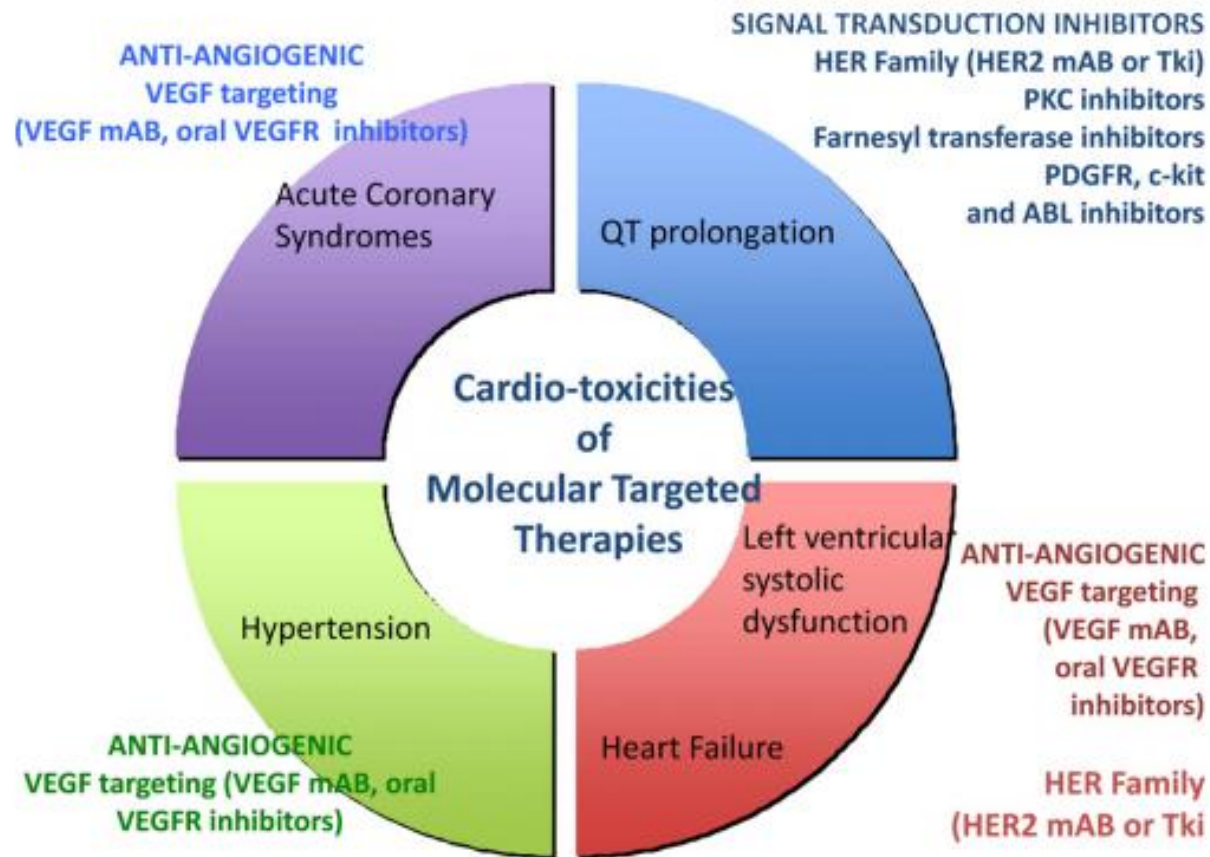 ANTI-ANGIOGENIC
VEGF targeting
(VEGF mAB, oral VEGFR inhibitors)
Acute Coronary
Syndromes
SIGNAL TRANSDUCTION INHIBITORS
HER Family (HER2 mAB or Tki)
PKC inhibitors
Farnesyl transferase inhibitors
PDGFR, c-kit
and ABL inhibitors
QT prolongation
Cardio-toxicities
of
Molecular Targeted
Therapies
Hypertension
ANTI-ANGIOGENIC
VEGF targeting (VEGF mAB, oral
VEGFR inhibitors)
Left ventricular
systolic
dysfunction
Heart Failure
ANTI-ANGIOGENIC
VEGF targeting
(VEGF mAB,
oral VEGFR
inhibitors)
HER Family
(HER2 mAB or Tki